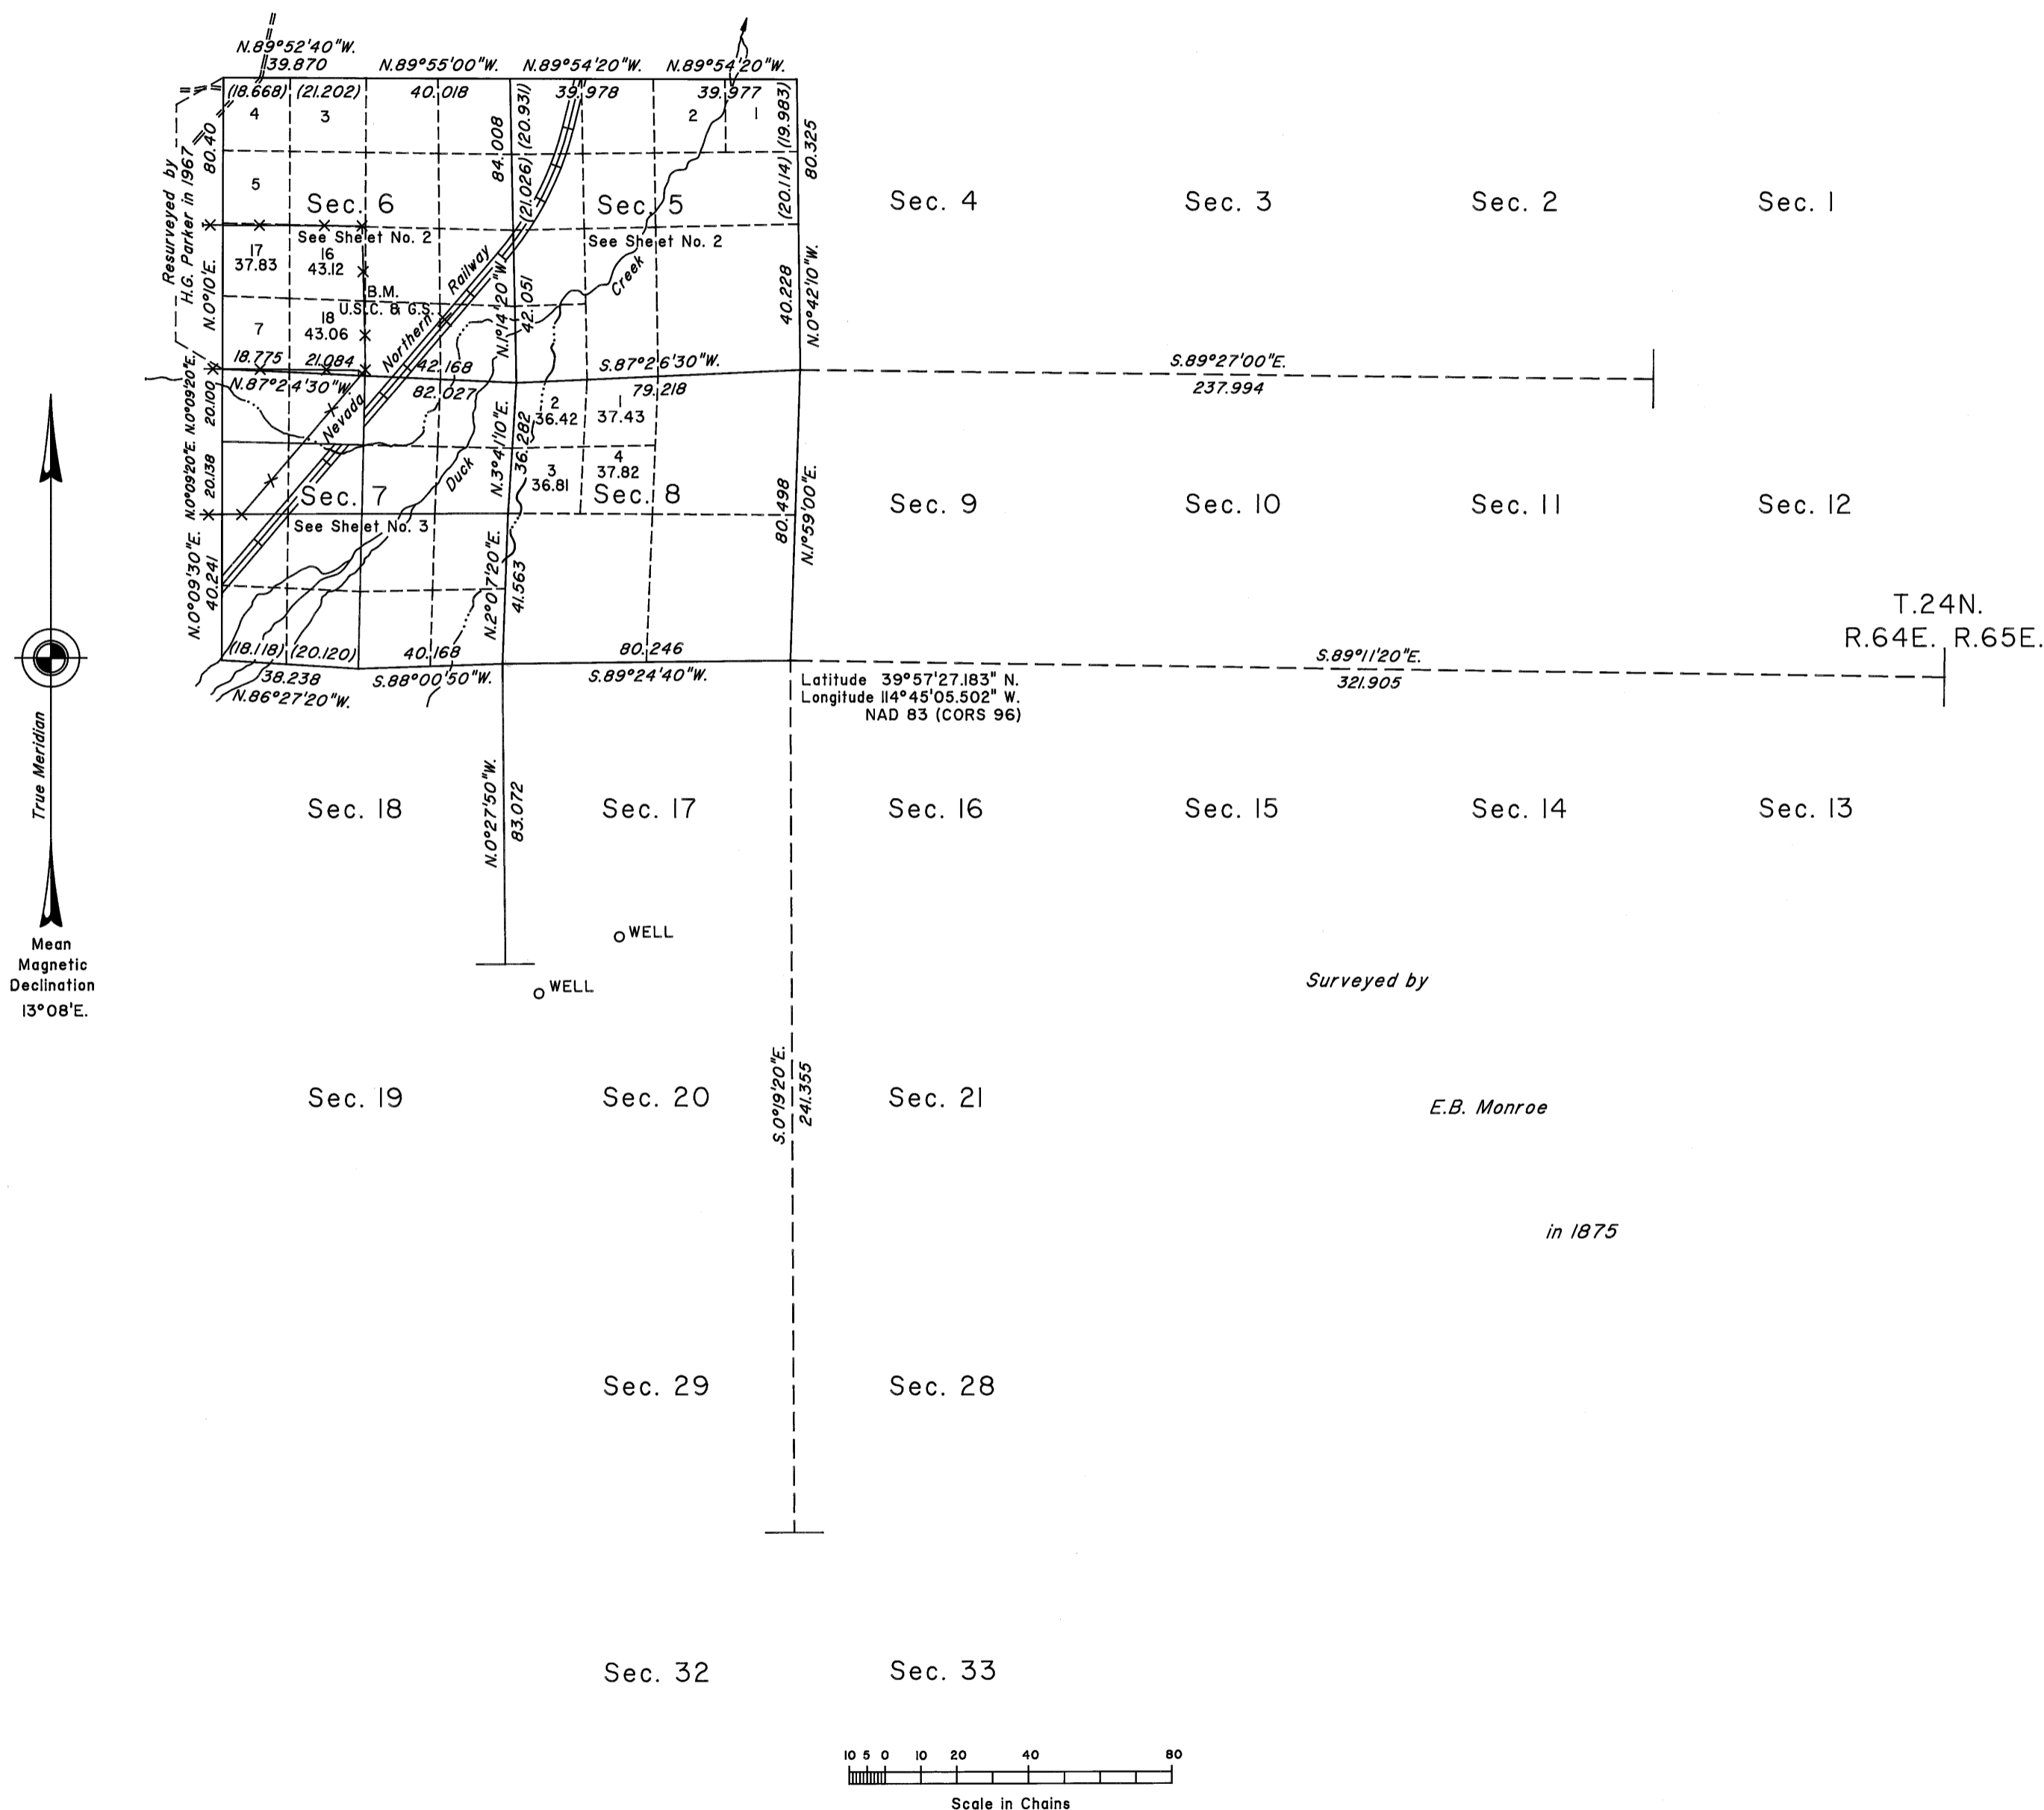 N.89°52'40"W.
39.870
N.89°55'00"W.
N.89°54'20"W.
N.89°54'20"W.
(18.668)
(21.202)
40.018
39.978
39.977
4
3
2
1
84.008
(20.931)
(19.983)
80.325
80.40
Resurveyed by
H.G. Parker in 1967
5
(21.026)
(20.114)
Sec. 6
Sec. 5
Sec. 4
Sec. 3
Sec. 2
Sec. 1
See Sheet No. 2
See Sheet No. 2
17
37.83
16
43.12
Railway
Creek
N.0°10'E.
B.M.
U.S.C. & G.S.
N.1°14'20"W.
42.051
40.228
N.0°42'10"W.
7
18
43.06
Northern
18.775
21.084
42.168
S.87°26'30"W.
S.89°27'00"E.
237.994
N.87°24'30"W.
82.027
79.218
N.0°09'20"E.
20.100
Nevada
2
36.42
1
37.43
N.3°41'10"E.
36.282
N.0°09'20"E.
20.138
Duck
3
36.81
4
37.82
80.498
N.1°59'00"E.
Sec. 7
Sec. 8
Sec. 9
Sec. 10
Sec. 11
Sec. 12
See Sheet No. 3
N.0°09'30"E.
40.241
N.2°07'20"E.
41.563
T.24N.
R.64E. R.65E.
(18.118)
(20.120)
40.168
80.246
38.238
N.86°27'20"W.
S.88°00'50"W.
S.89°24'40"W.
S.89°11'20"E.
321.905
Latitude 39°57'27.183" N.
Longitude 114°45'05.502" W.
NAD 83 (CORS 96)
True Meridian
N.0°27'50"W.
83.072
Sec. 18
Sec. 17
Sec. 16
Sec. 15
Sec. 14
Sec. 13
WELL
WELL
Mean
Magnetic
Declination
13°08'E.
Surveyed by
S.0°19'20"E.
241.355
Sec. 19
Sec. 20
Sec. 21
E.B. Monroe
in 1875
Sec. 29
Sec. 28
Sec. 32
Sec. 33
10 5 0 10 20 40 80
Scale in Chains